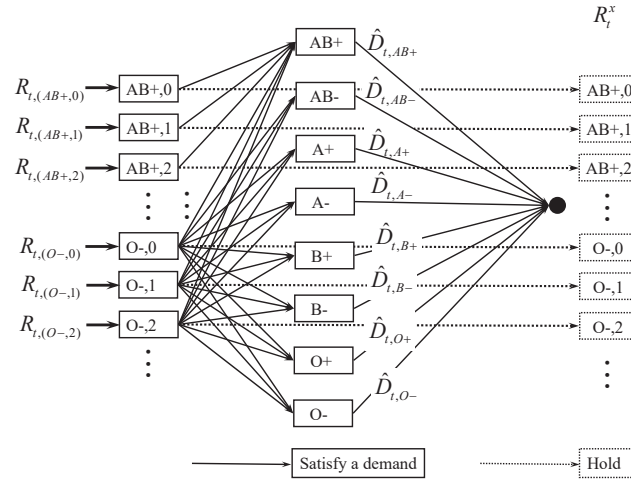 R_t^x
AB+ \hat{D}_{t,AB+}
R_{t,(AB+,0)} AB+,0 AB- \hat{D}_{t,AB-} AB+,0
R_{t,(AB+,1)} AB+,1 A+ \hat{D}_{t,A+} AB+,1
R_{t,(AB+,2)} AB+,2 AB+,2
A- \hat{D}_{t,A-}
R_{t,(O-,0)} O-,0 B+ \hat{D}_{t,B+} O-,0
R_{t,(O-,1)} O-,1 B- \hat{D}_{t,B-} O-,1
R_{t,(O-,2)} O-,2 O-,2
O+ \hat{D}_{t,O+}
O- \hat{D}_{t,O-}
Satisfy a demand Hold